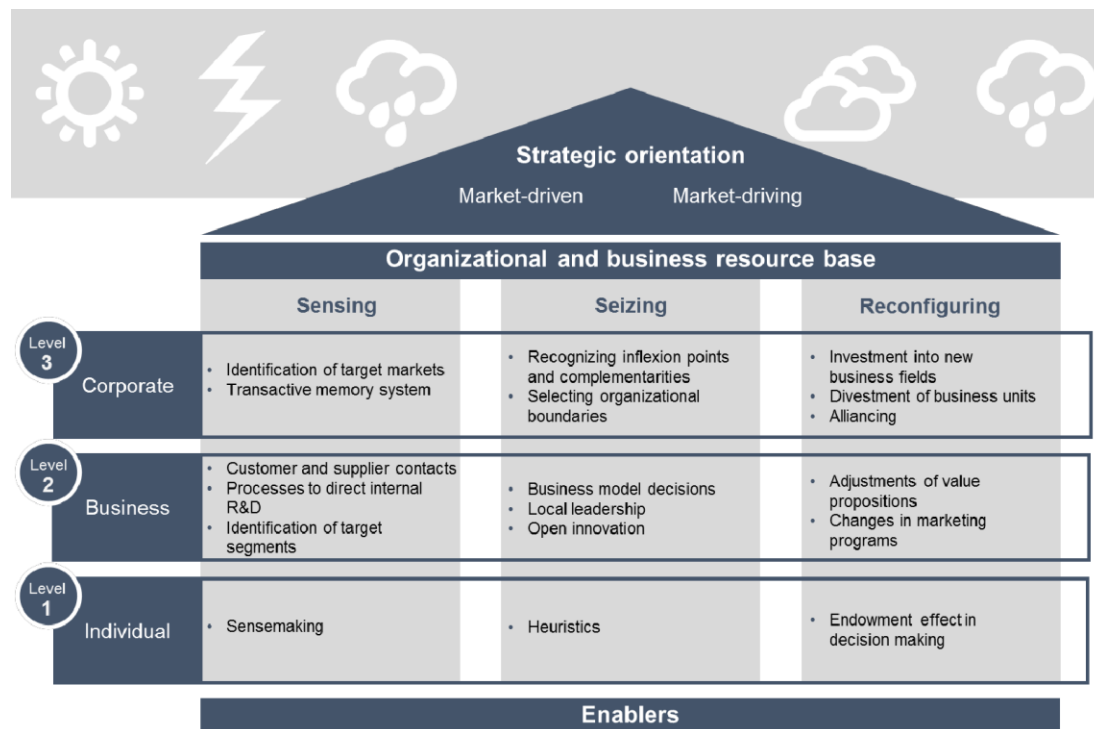 Strategic orientation
Market-driven
Market-driving
Organizational and business resource base
Sensing
Seizing
Reconfiguring
Level
3
Corporate
• Identification of target markets
• Transactive memory system
• Recognizing inflexion points
and complementarities
• Selecting organizational
boundaries
• Investment into new
business fields
• Divestment of business units
• Alliancing
Level
2
Business
• Customer and supplier contacts
• Processes to direct internal
R&D
• Identification of target
segments
• Business model decisions
• Local leadership
• Open innovation
• Adjustments of value
propositions
• Changes in marketing
programs
Level
1
Individual
• Sensemaking
• Heuristics
• Endowment effect in
decision making
Enablers